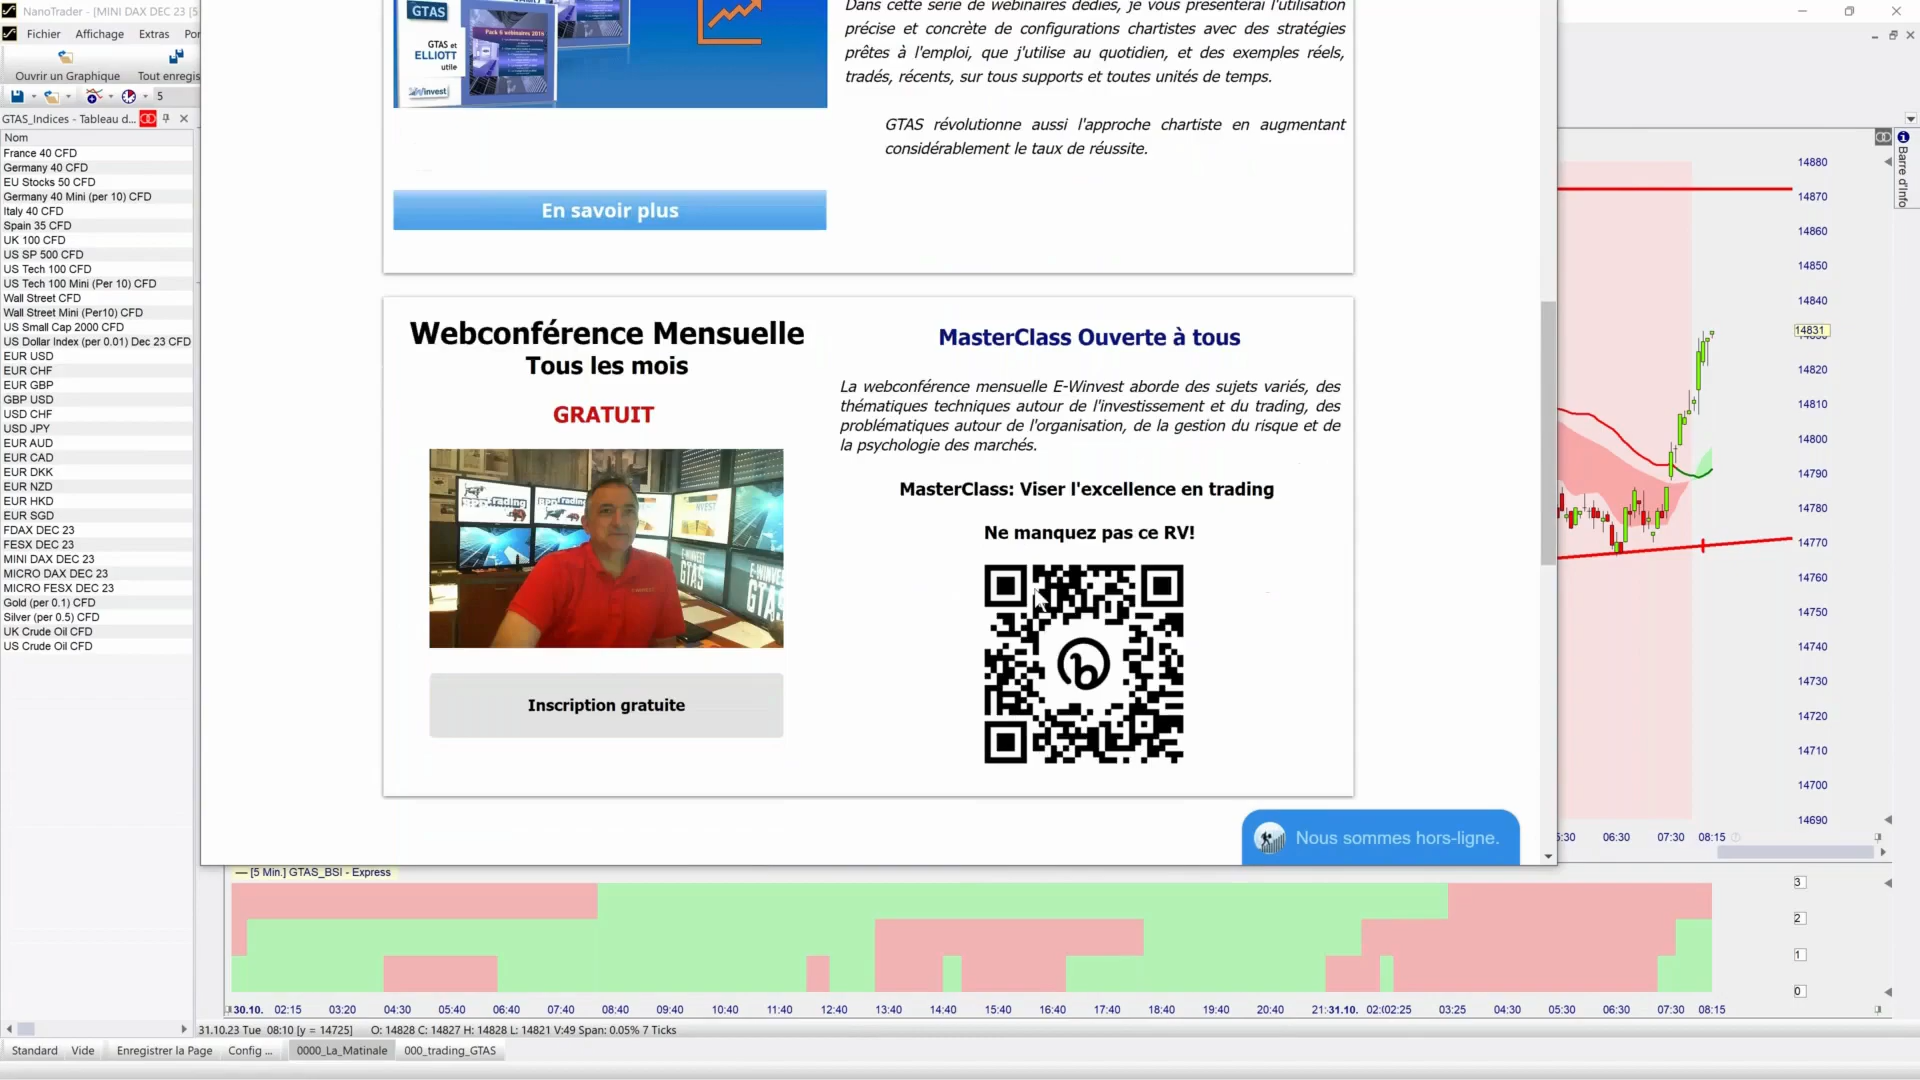 NanoTrader - [MINI DAX DEC 23 [5
Fichier Affichage Extras Por
Ouvrir un Graphique Tout enregis
5
GTAS_Indices - Tableau d...
Nom
France 40 CFD
Germany 40 CFD
EU Stocks 50 CFD
Germany 40 Mini (per 10) CFD
Italy 40 CFD
Spain 35 CFD
UK 100 CFD
US SP 500 CFD
US Tech 100 CFD
US Tech 100 Mini (Per 10) CFD
Wall Street CFD
Wall Street Mini (Per10) CFD
US Small Cap 2000 CFD
US Dollar Index (per 0.01) Dec 23 CFD
EUR USD
EUR CHF
EUR GBP
GBP USD
USD CHF
USD JPY
EUR AUD
EUR CAD
EUR DKK
EUR NZD
EUR HKD
EUR SGD
FDAX DEC 23
FESX DEC 23
MINI DAX DEC 23
MICRO DAX DEC 23
MICRO FESX DEC 23
Gold (per 0.1) CFD
Silver (per 0.5) CFD
UK Crude Oil CFD
US Crude Oil CFD
GTAS
GTAS et
ELLIOTT
utile
Pack 6 webinaires 2018
Dans cette série de webinaires dédiés, je vous présenterai l'utilisation
précise et concrète de configurations chartistes avec des stratégies
prêtes à l'emploi, que j'utilise au quotidien, et des exemples réels,
tradés, récents, sur tous supports et toutes unités de temps.
GTAS révolutionne aussi l'approche chartiste en augmentant
considérablement le taux de réussite.
En savoir plus
Webconférence Mensuelle
Tous les mois
GRATUIT
Inscription gratuite
MasterClass Ouverte à tous
La webconférence mensuelle E-Winvest aborde des sujets variés, des
thématiques techniques autour de l'investissement et du trading, des
problématiques autour de l'organisation, de la gestion du risque et de
la psychologie des marchés.
MasterClass: Viser l'excellence en trading
Ne manquez pas ce RV!
Nous sommes hors-ligne.
Barre d'Info
14880
14870
14860
14850
14840
14831
14820
14810
14800
14790
14780
14770
14760
14750
14740
14730
14720
14710
14700
14690
5:30 06:30 07:30 08:15
[5 Min.] GTAS_BSI - Express
3
2
1
0
30.10. 02:15 03:20 04:30 05:40 06:40 07:40 08:40 09:40 10:40 11:40 12:40 13:40 14:40 15:40 16:40 17:40 18:40 19:40 20:40 21: 31.10. 02:25 03:25 04:30 05:30 06:30 07:30 08:15
31.10.23 Tue 08:10 [y = 14725] O: 14828 C: 14827 H: 14828 L: 14821 V:49 Span: 0.05% 7 Ticks
Standard Vide Enregistrer la Page Config ... 0000_La_Matinale 000_trading_GTAS